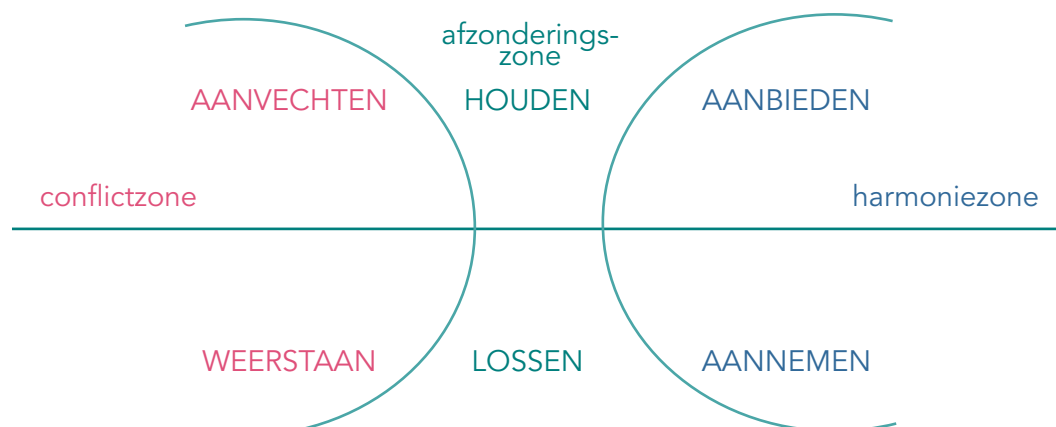 afzonderings-
zone
AANVECHTEN HOUDEN AANBIEDEN
conflictzone harmoniezone
WEERSTAAN LOSSEN AANNEMEN